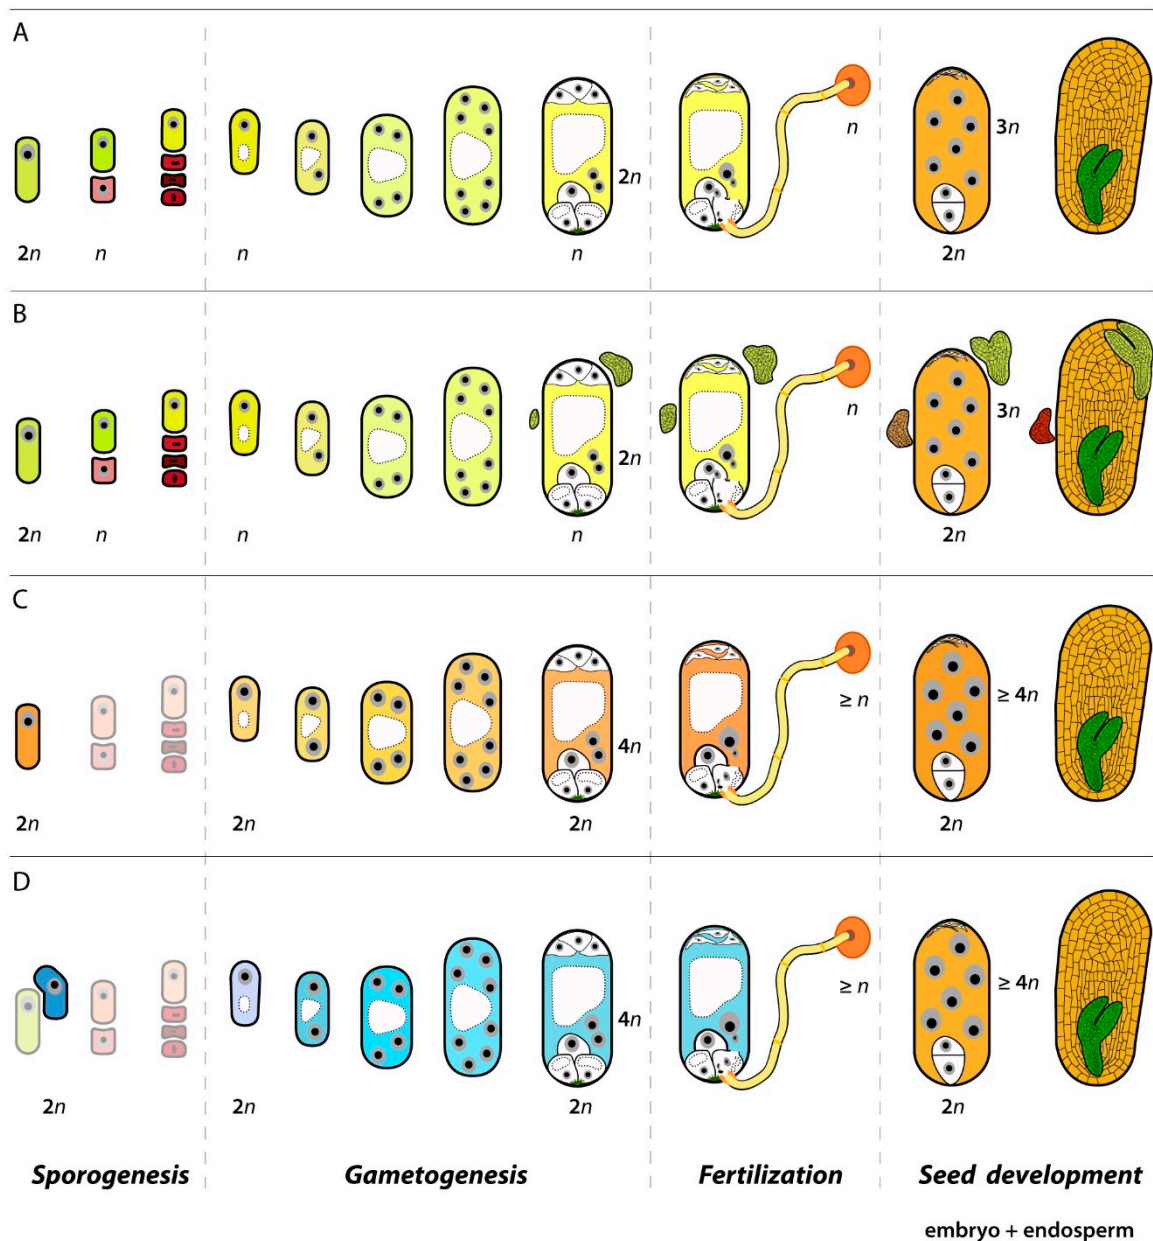 A
n
3n
2n
2n n n n 2n
B
n
3n
2n
2n n n n 2n
C
≥ n
≥ 4n
4n
2n 2n 2n 2n
D
≥ n
≥ 4n
4n
2n 2n 2n 2n
Sporogenesis Gametogenesis Fertilization Seed development
embryo + endosperm